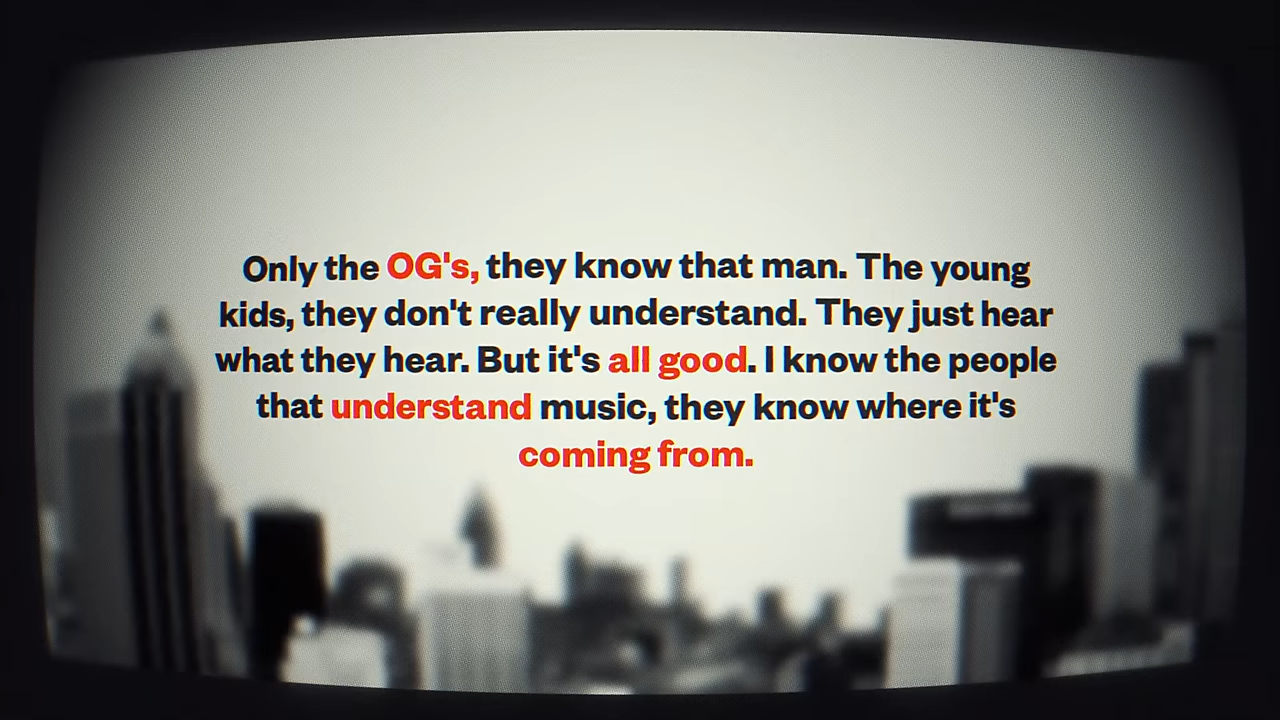 Only the OG's, they know that man. The young
kids, they don't really understand. They just hear
what they hear. But it's all good. I know the people
that understand music, they know where it's
coming from.